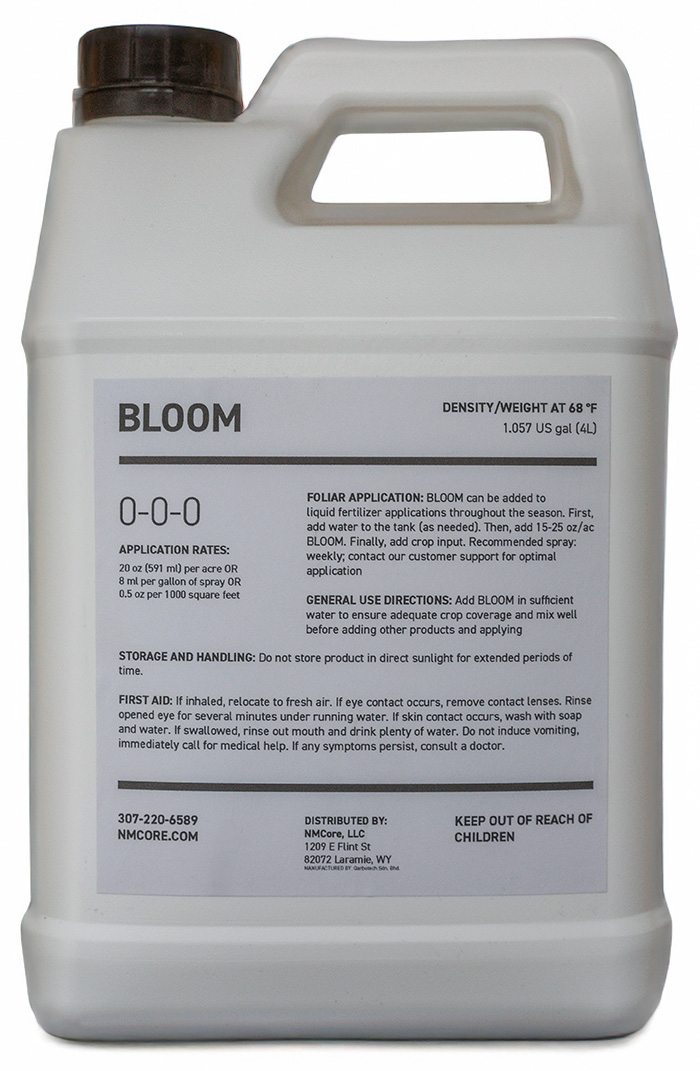 BLOOM
DENSITY/WEIGHT AT 68 °F
1.057 US gal (4L)
0-0-0
APPLICATION RATES:
20 oz (591 ml) per acre OR
8 ml per gallon of spray OR
0.5 oz per 1000 square feet
FOLIAR APPLICATION: BLOOM can be added to
liquid fertilizer applications throughout the season. First,
add water to the tank (as needed). Then, add 15-25 oz/ac
BLOOM. Finally, add crop input. Recommended spray:
weekly; contact our customer support for optimal
application
GENERAL USE DIRECTIONS: Add BLOOM in sufficient
water to ensure adequate crop coverage and mix well
before adding other products and applying
STORAGE AND HANDLING: Do not store product in direct sunlight for extended periods of
time.
FIRST AID: If inhaled, relocate to fresh air. If eye contact occurs, remove contact lenses. Rinse
opened eye for several minutes under running water. If skin contact occurs, wash with soap
and water. If swallowed, rinse out mouth and drink plenty of water. Do not induce vomiting,
immediately call for medical help. If any symptoms persist, consult a doctor.
307-220-6589
NMCORE.COM
DISTRIBUTED BY:
NMCore, LLC
1209 E Flint St
82072 Laramie, WY
MANUFACTURED BY Qarbotech Sdn. Bhd.
KEEP OUT OF REACH OF
CHILDREN